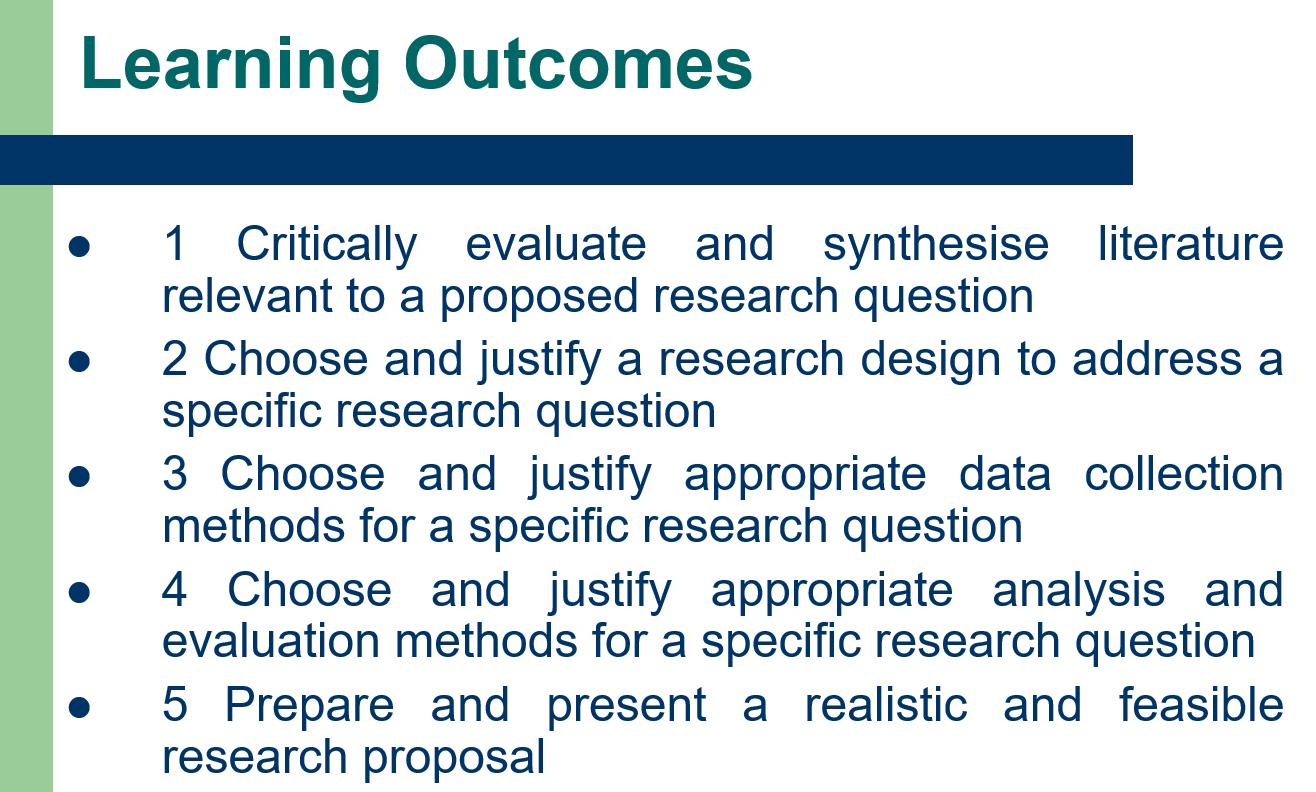 Learning Outcomes
● 1 Critically evaluate and synthesise literature
relevant to a proposed research question
● 2 Choose and justify a research design to address a
specific research question
● 3 Choose and justify appropriate data collection
methods for a specific research question
● 4 Choose and justify appropriate analysis and
evaluation methods for a specific research question
● 5 Prepare and present a realistic and feasible
research proposal